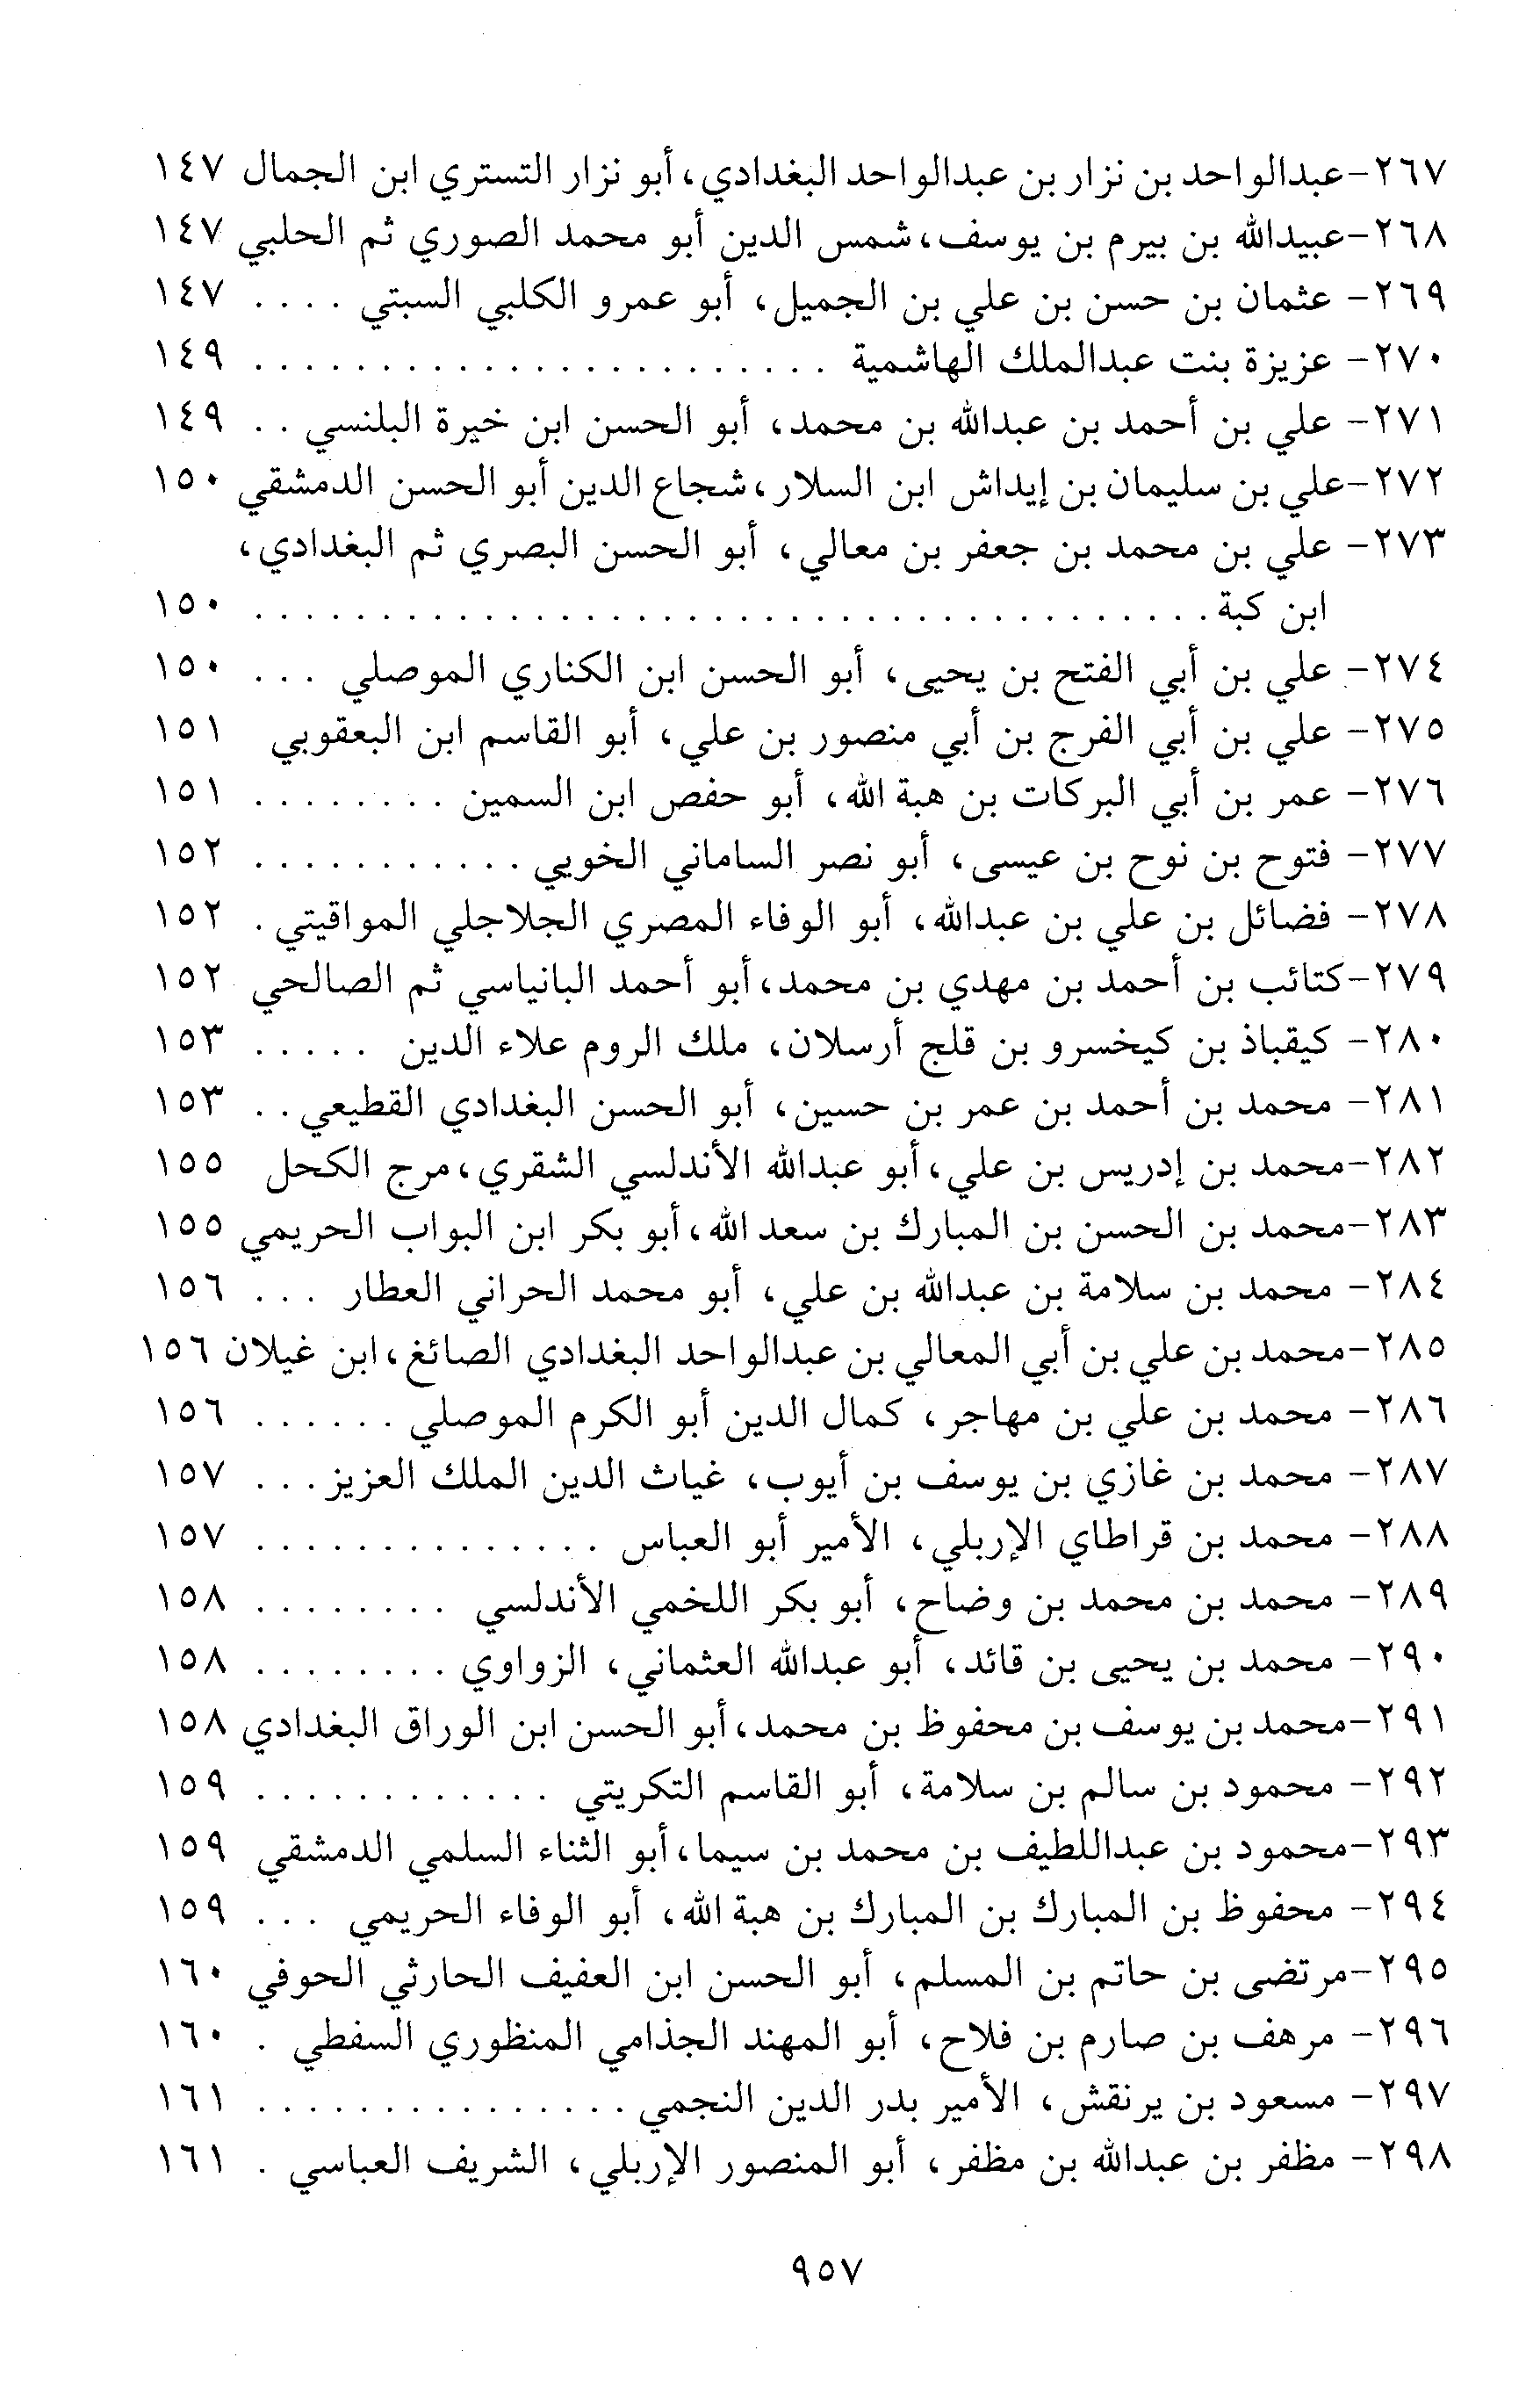 ٢٦٧-عبدالواحد بن نزار بن عبدالواحد البغدادي، أبو نزار التستري ابن الجمال ١٤٧
٢٦٨-عبيدالله بن بيرم بن يوسف، شمس الدين أبو محمد الصوري ثم الحلبي ١٤٧
٢٦٩- عثمان بن حسن بن علي بن الجميل، أبو عمرو الكلبي السبتي . . . . ١٤٧
٢٧٠- عزيزة بنت عبدالملك الهاشمية . . . . . . . . . . . . . . . . . . . . . . . ١٤٩
٢٧١- علي بن أحمد بن عبدالله بن محمد، أبو الحسن ابن خيرة البلنسي . . ١٤٩
٢٧٢-علي بن سليمان بن إيداش ابن السلار، شجاع الدين أبو الحسن الدمشقي ١٥٠
٢٧٣- علي بن محمد بن جعفر بن معالي، أبو الحسن البصري ثم البغدادي،
ابن كبة . . . . . . . . . . . . . . . . . . . . . . . . . . . . . . . . . . . . . . ١٥٠
٢٧٤- علي بن أبي الفتح بن يحيى، أبو الحسن ابن الكناري الموصلي . . . ١٥٠
٢٧٥- علي بن أبي الفرج بن أبي منصور بن علي، أبو القاسم ابن البعقوبي ١٥١
٢٧٦- عمر بن أبي البركات بن هبة الله، أبو حفص ابن السمين . . . . . . . . ١٥١
٢٧٧- فتوح بن نوح بن عيسى، أبو نصر الساماني الخويي . . . . . . . . . . . ١٥٢
٢٧٨- فضائل بن علي بن عبدالله، أبو الوفاء المصري الجلاجلي المواقيتي . ١٥٢
٢٧٩-كتائب بن أحمد بن مهدي بن محمد، أبو أحمد البانياسي ثم الصالحي ١٥٢
٢٨٠- كيقباذ بن كيخسرو بن قلج أرسلان، ملك الروم علاء الدين . . . . . ١٥٣
٢٨١- محمد بن أحمد بن عمر بن حسين، أبو الحسن البغدادي القطيعي . . ١٥٣
٢٨٢-محمد بن إدريس بن علي، أبو عبدالله الأندلسي الشقري، مرج الكحل ١٥٥
٢٨٣-محمد بن الحسن بن المبارك بن سعد الله، أبو بكر ابن البواب الحريمي ١٥٥
٢٨٤- محمد بن سلامة بن عبدالله بن علي، أبو محمد الحراني العطار . . . ١٥٦
٢٨٥-محمد بن علي بن أبي المعالي بن عبدالواحد البغدادي الصائغ، ابن غيلان ١٥٦
٢٨٦- محمد بن علي بن مهاجر، كمال الدين أبو الكرم الموصلي . . . . . . ١٥٦
٢٨٧- محمد بن غازي بن يوسف بن أيوب، غياث الدين الملك العزيز . . . ١٥٧
٢٨٨- محمد بن قراطاي الإربلي، الأمير أبو العباس . . . . . . . . . . . . . . ١٥٧
٢٨٩- محمد بن محمد بن وضاح، أبو بكر اللخمي الأندلسي . . . . . . . . ١٥٨
٢٩٠- محمد بن يحيى بن قائد، أبو عبدالله العثماني، الزواوي . . . . . . . . ١٥٨
٢٩١-محمد بن يوسف بن محفوظ بن محمد، أبو الحسن ابن الوراق البغدادي ١٥٨
٢٩٢- محمود بن سالم بن سلامة، أبو القاسم التكريتي . . . . . . . . . . . . ١٥٩
٢٩٣-محمود بن عبداللطيف بن محمد بن سيما، أبو الثناء السلمي الدمشقي ١٥٩
٢٩٤- محفوظ بن المبارك بن المبارك بن هبة الله، أبو الوفاء الحريمي . . . ١٥٩
٢٩٥-مرتضى بن حاتم بن المسلم، أبو الحسن ابن العفيف الحارثي الحوفي ١٦٠
٢٩٦- مرهف بن صارم بن فلاح، أبو المهند الجذامي المنظوري السفطي . ١٦٠
٢٩٧- مسعود بن يرنقش، الأمير بدر الدين النجمي . . . . . . . . . . . . . . . ١٦١
٢٩٨- مظفر بن عبدالله بن مظفر، أبو المنصور الإربلي، الشريف العباسي . ١٦١
٩٥٧